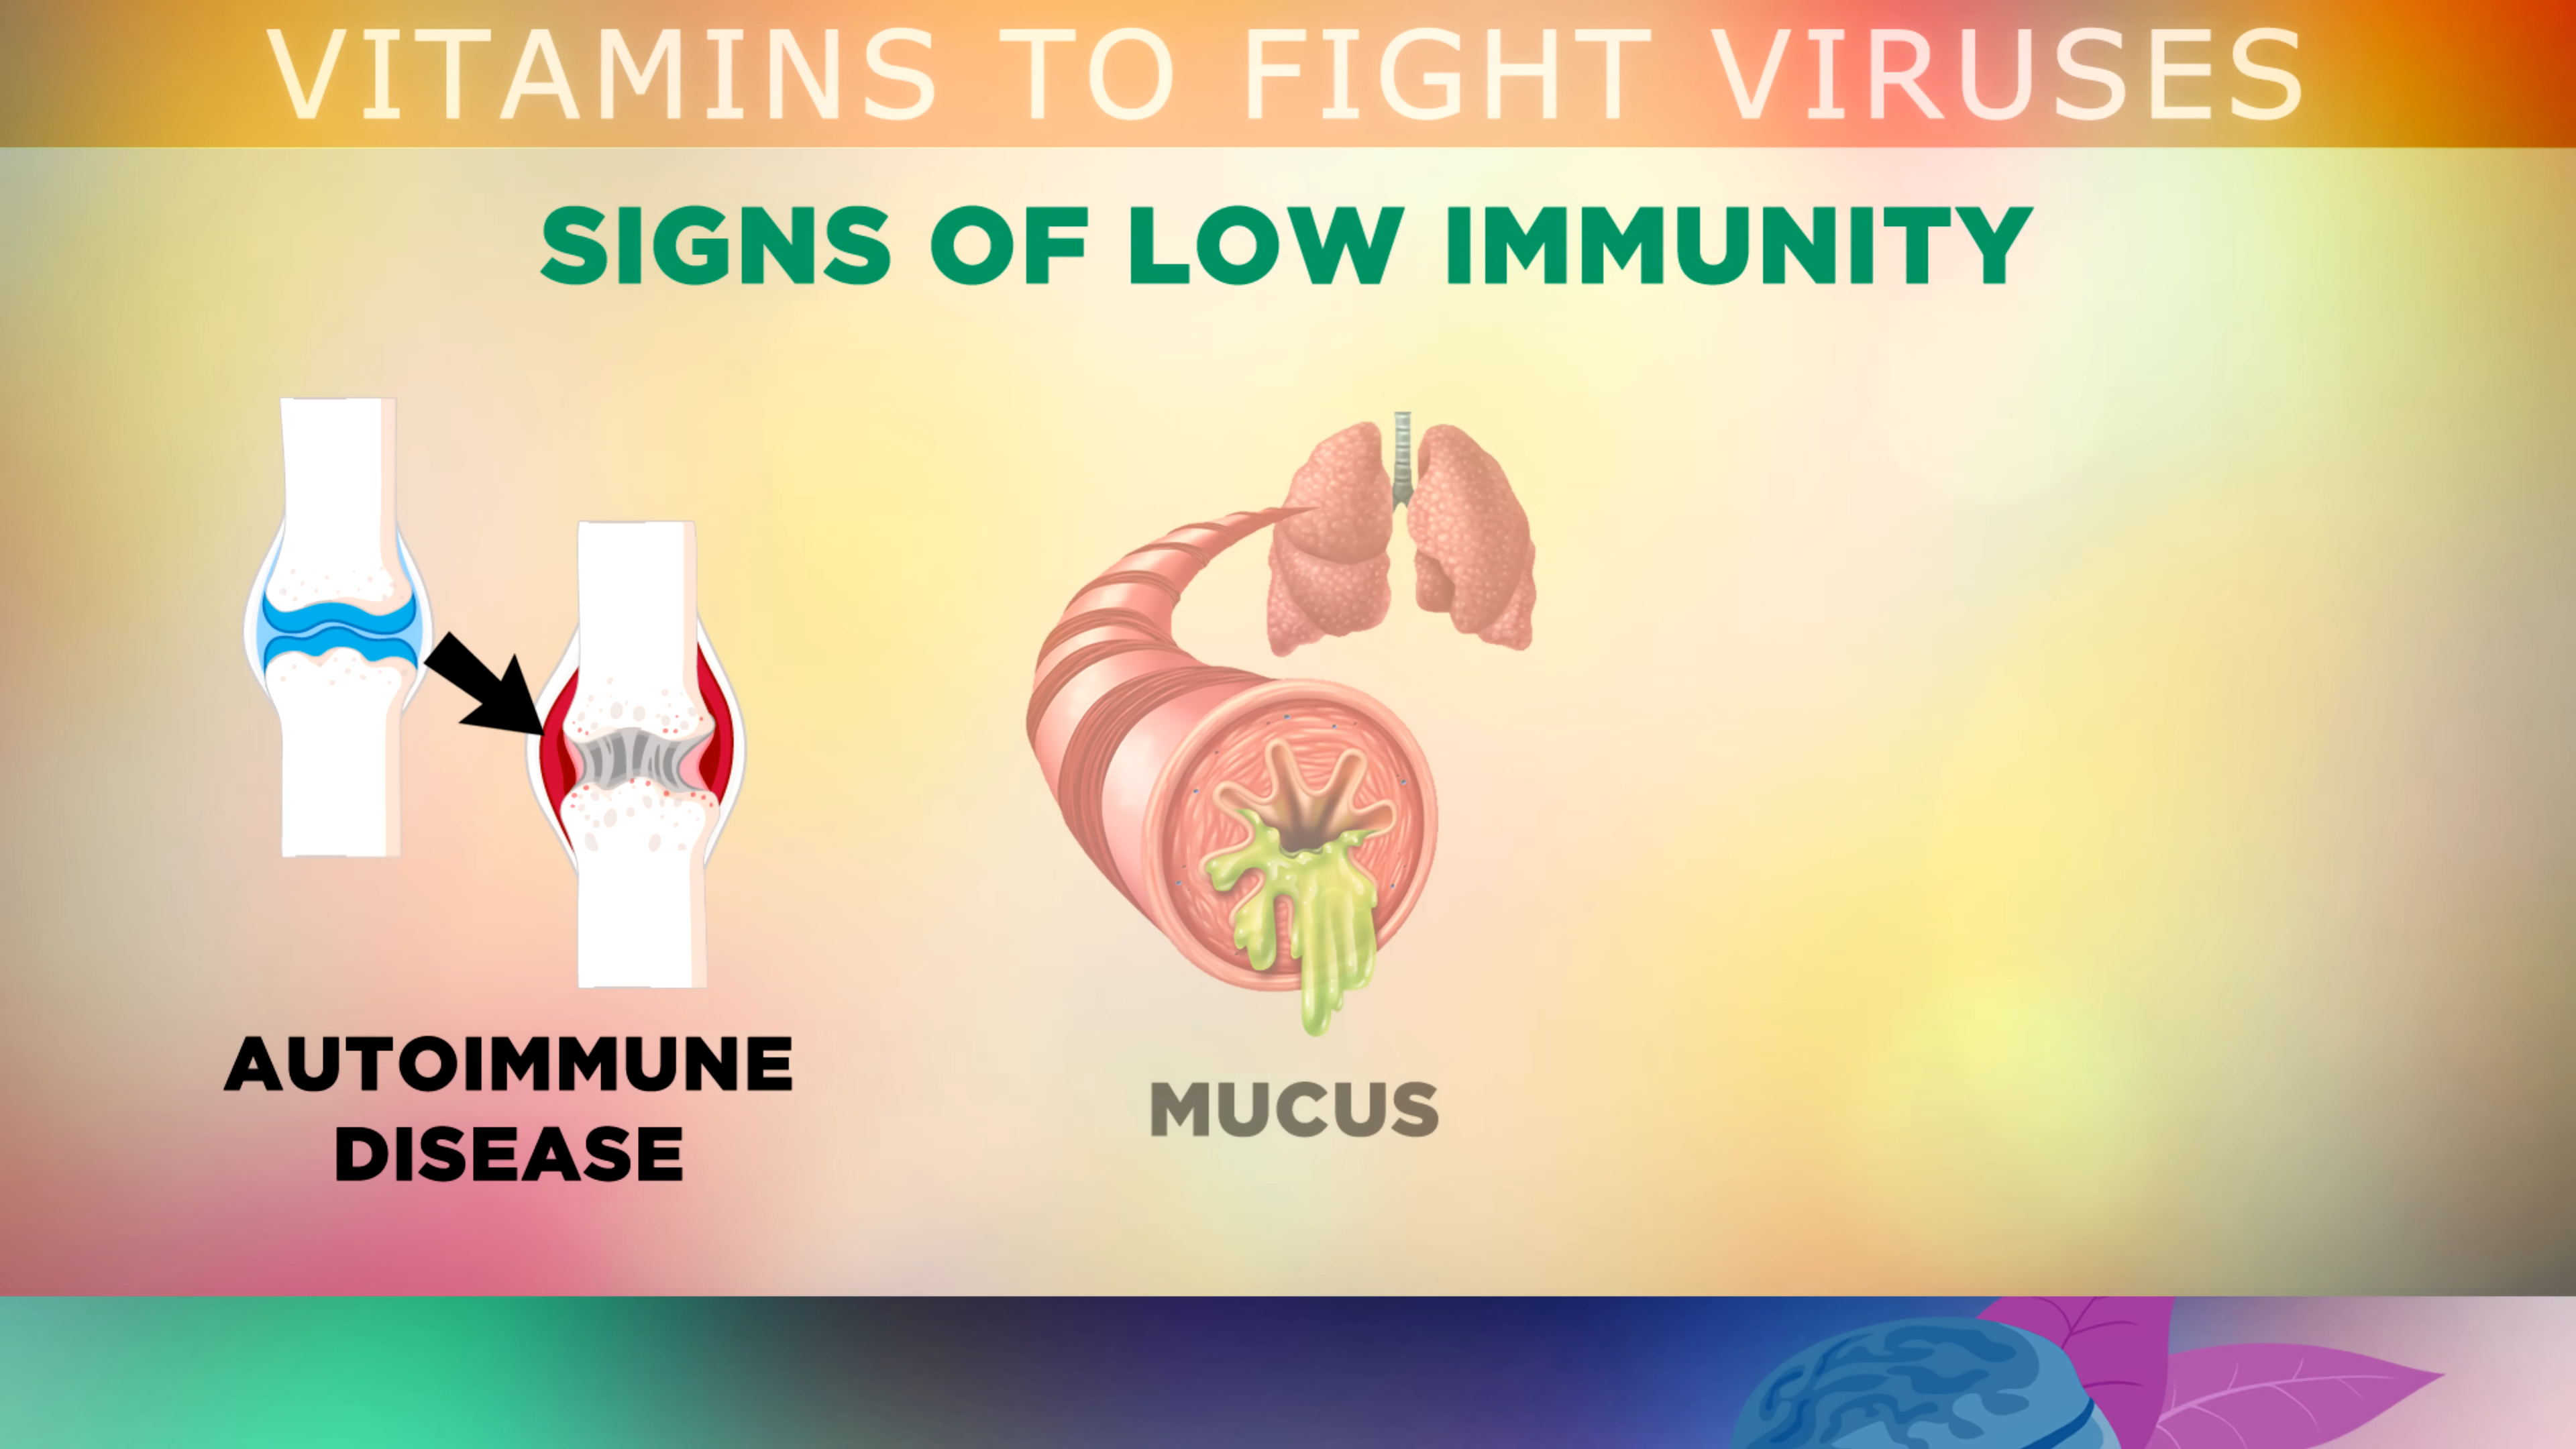 VITAMINS TO FIGHT VIRUSES
SIGNS OF LOW IMMUNITY
AUTOIMMUNE
DISEASE
MUCUS